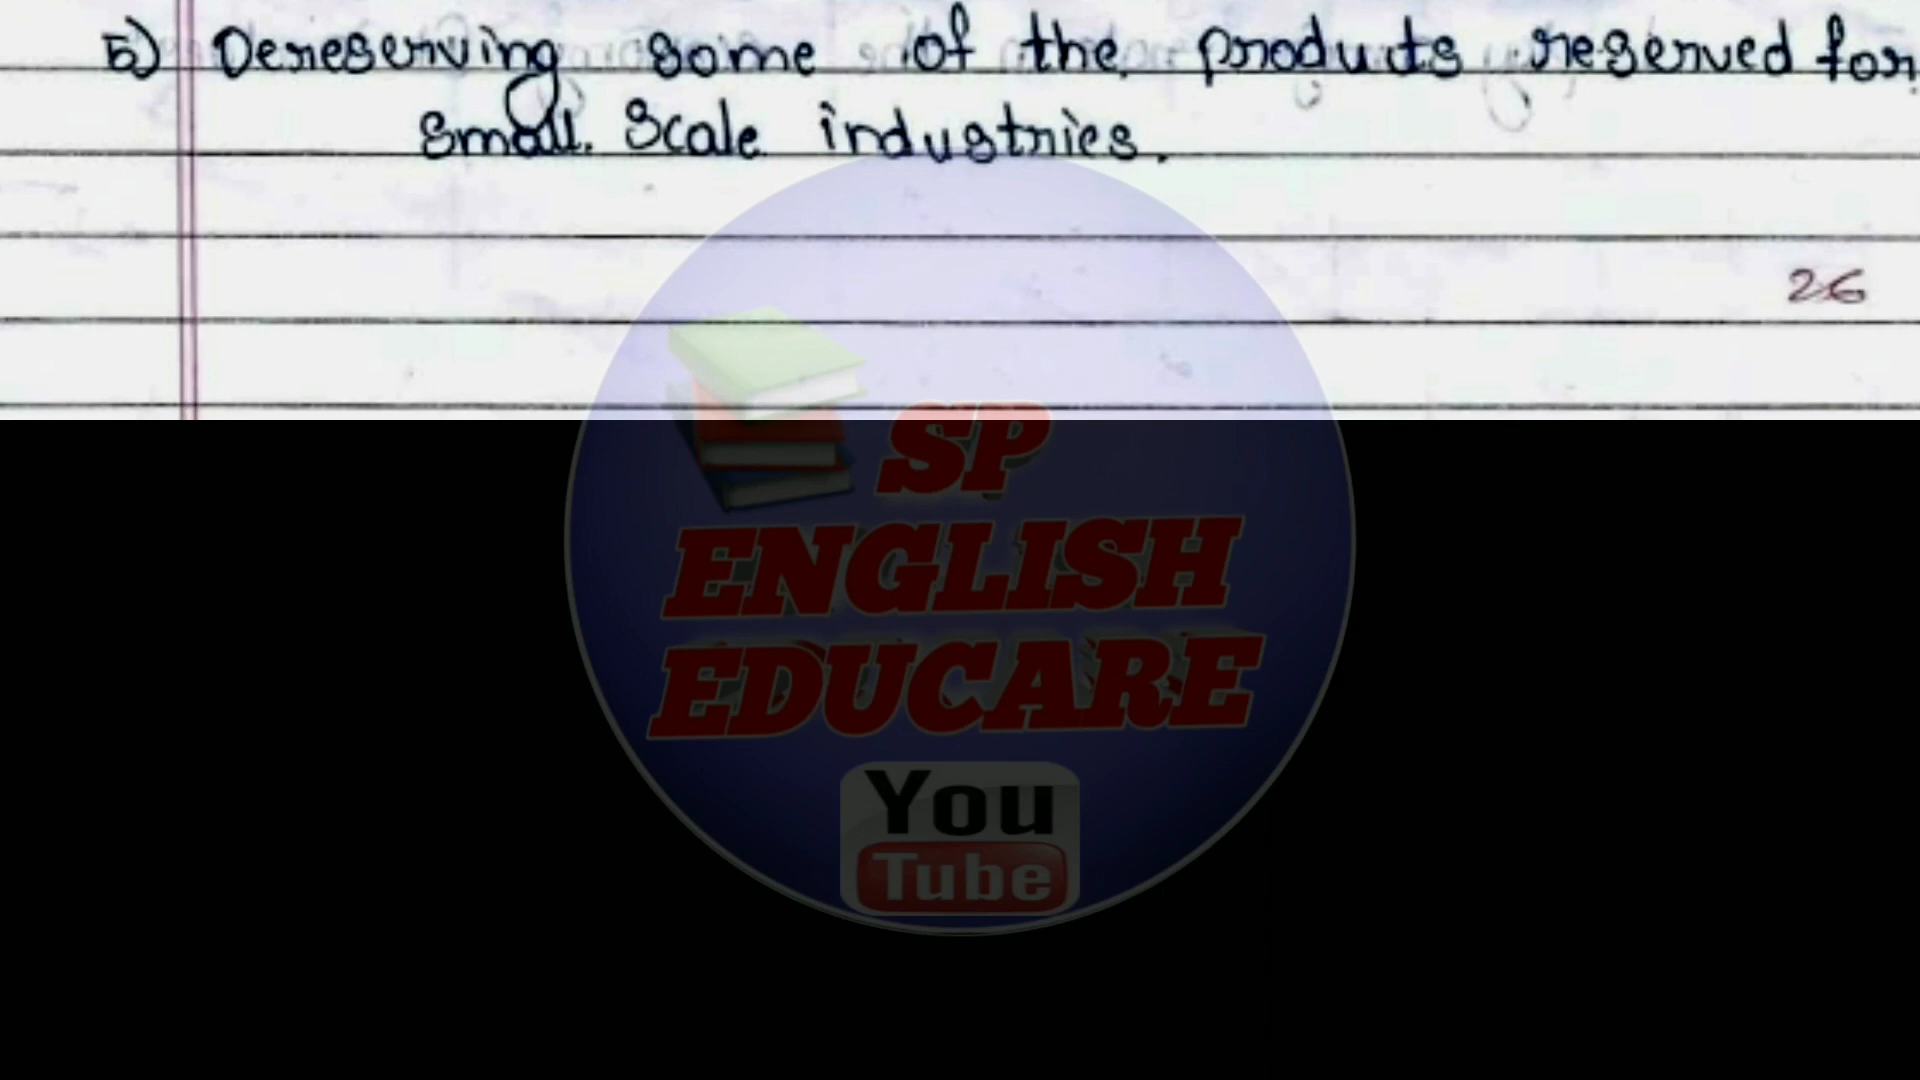 5) Dereserving some of the products reserved for
small scale industries.
26
SP
ENGLISH
EDUCARE
You
Tube